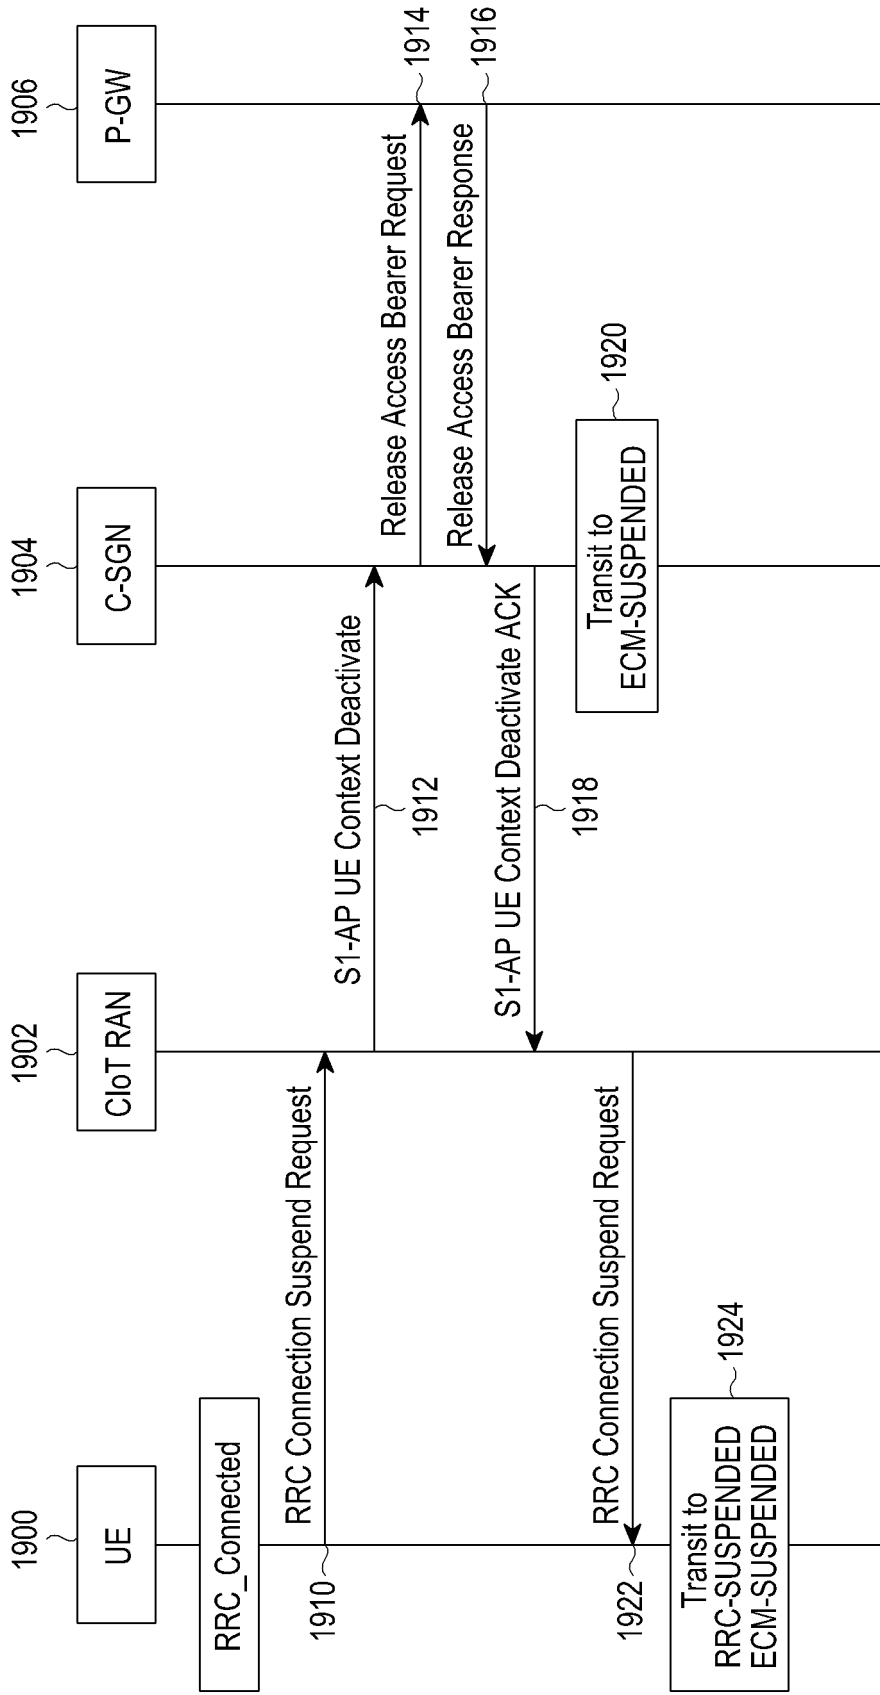 1900
1902
1904
1906
UE
CIoT RAN
C-SGN
P-GW
RRC_Connected
RRC Connection Suspend Request
1910
S1-AP UE Context Deactivate
1912
Release Access Bearer Request
1914
Release Access Bearer Response
1916
S1-AP UE Context Deactivate ACK
1918
Transit to
ECM-SUSPENDED
1920
RRC Connection Suspend Request
1922
Transit to
RRC-SUSPENDED
ECM-SUSPENDED
1924